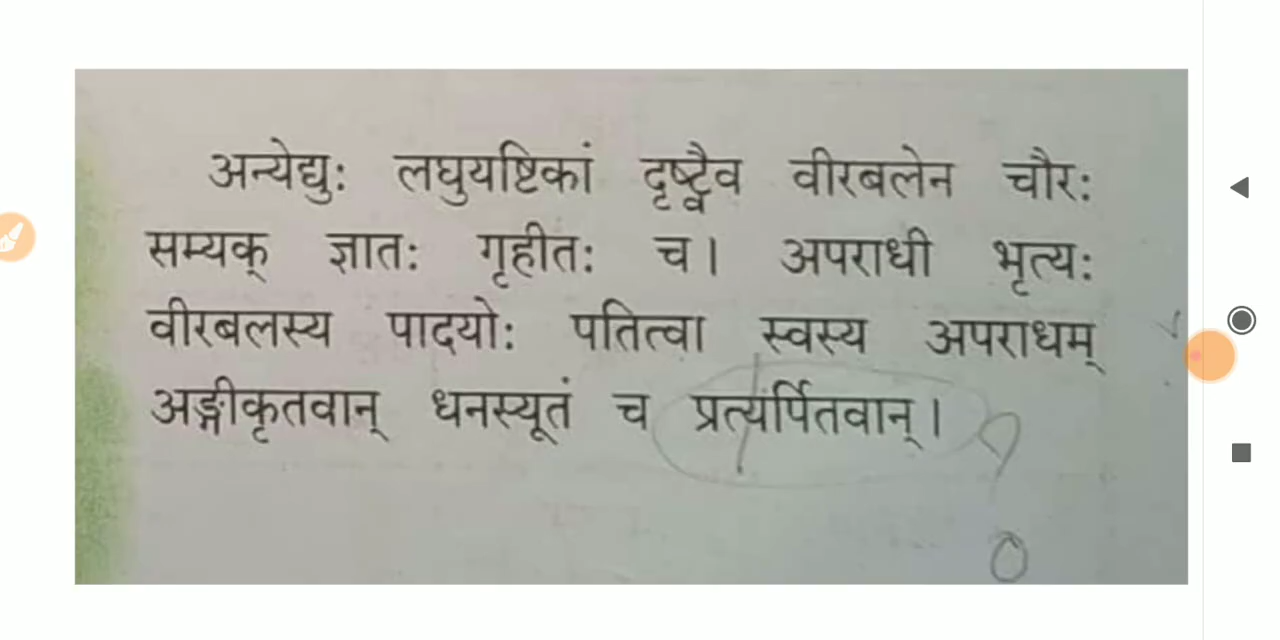 अन्येद्युः लघुयष्टिकां दृष्ट्वैव वीरबलेन चौरः
सम्यक् ज्ञातः गृहीतः च।  अपराधी भृत्यः
वीरबलस्य पादयोः पतित्वा स्वस्य अपराधम्
अङ्गीकृतवान् धनस्यूतं च प्रत्यर्पितवान्।